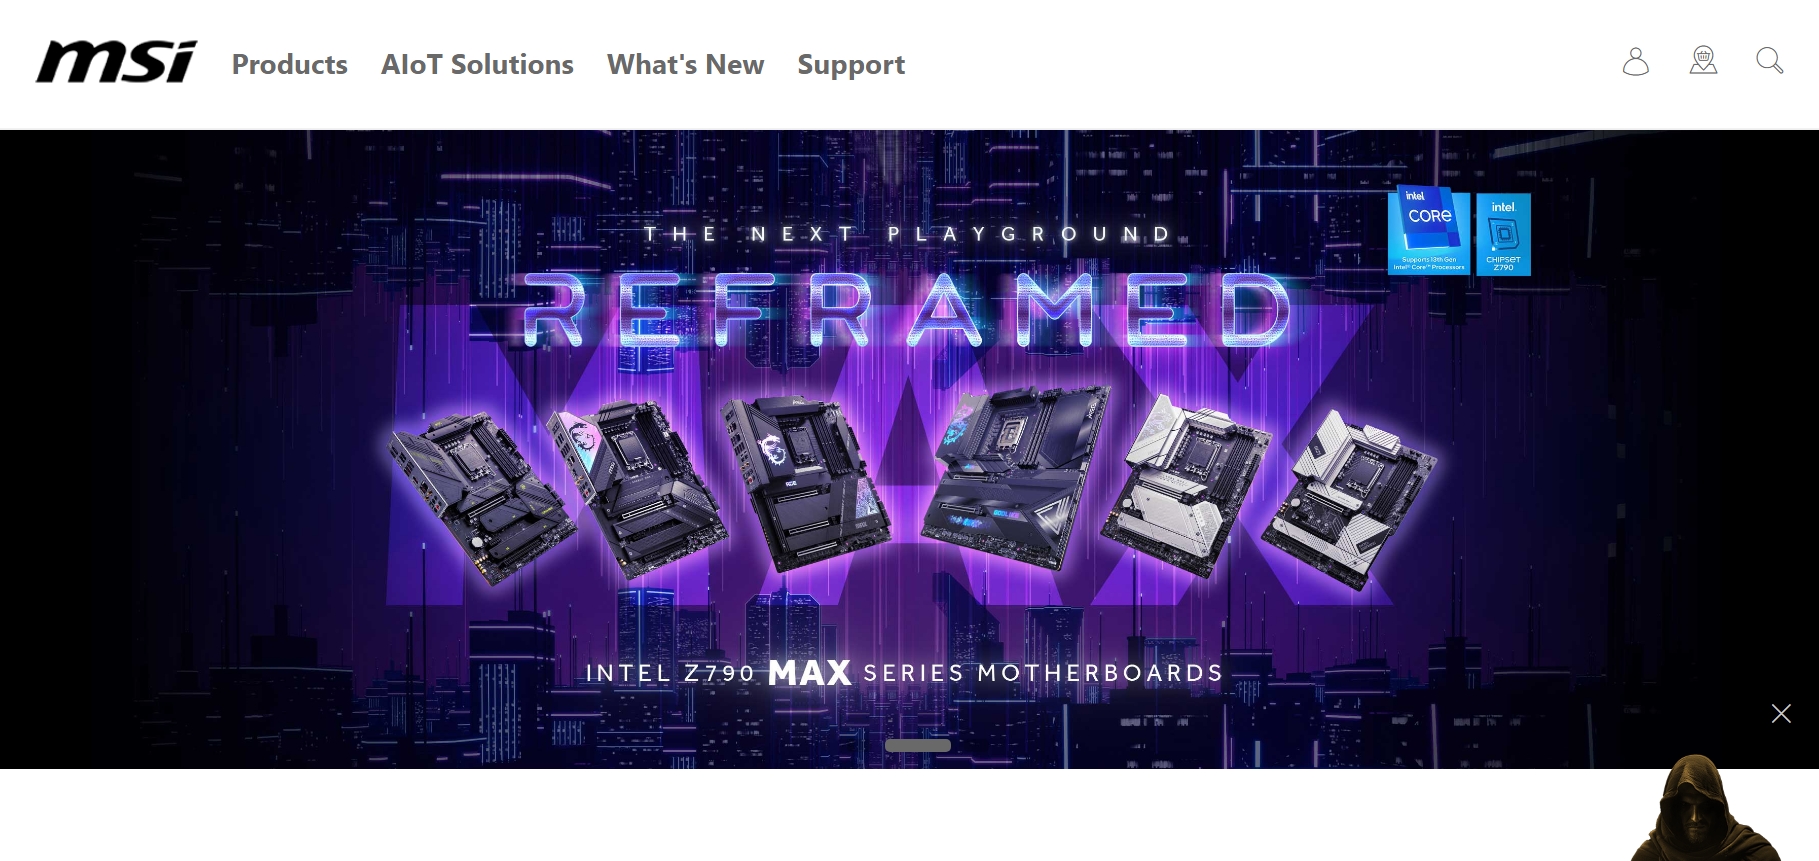 msi
Products
AIoT Solutions
What's New
Support
THE NEXT PLAYGROUND
REFRAMED
intel
CORE
Supports 13th Gen
Intel® Core™ Processors
intel.
CHIPSET
Z790
MAX
INTEL Z790 MAX SERIES MOTHERBOARDS